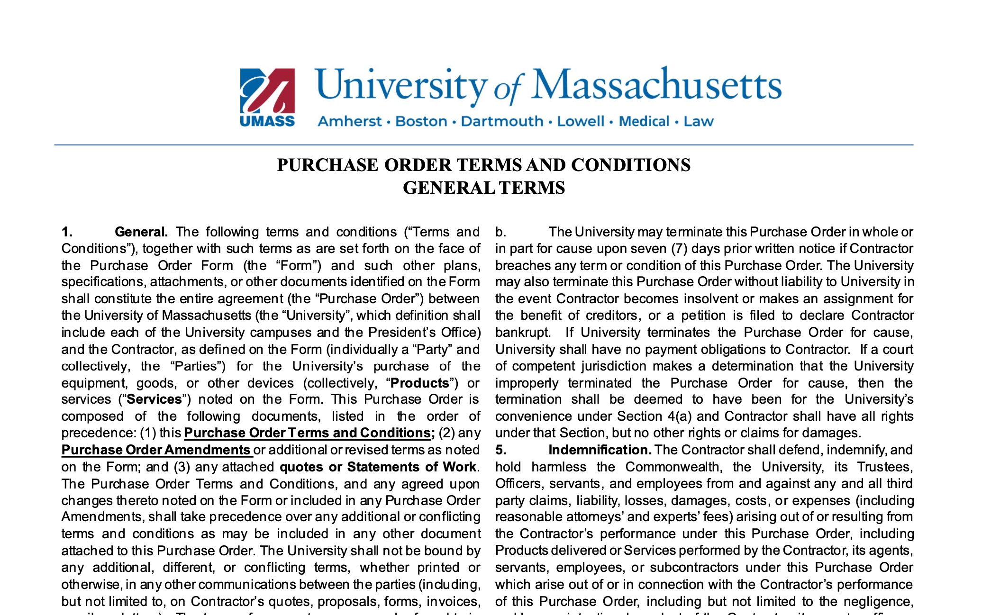 University of Massachusetts
UMASS
Amherst • Boston • Dartmouth • Lowell • Medical • Law
PURCHASE ORDER TERMS AND CONDITIONS
GENERAL TERMS
1. General. The following terms and conditions (“Terms and
Conditions”), together with such terms as are set forth on the face of
the Purchase Order Form (the “Form”) and such other plans,
specifications, attachments, or other documents identified on the Form
shall constitute the entire agreement (the “Purchase Order”) between
the University of Massachusetts (the “University”, which definition shall
include each of the University campuses and the President’s Office)
and the Contractor, as defined on the Form (individually a “Party” and
collectively, the “Parties”) for the University’s purchase of the
equipment, goods, or other devices (collectively, “Products”) or
services (“Services”) noted on the Form. This Purchase Order is
composed of the following documents, listed in the order of
precedence: (1) this Purchase Order Terms and Conditions; (2) any
Purchase Order Amendments or additional or revised terms as noted
on the Form; and (3) any attached quotes or Statements of Work.
The Purchase Order Terms and Conditions, and any agreed upon
changes thereto noted on the Form or included in any Purchase Order
Amendments, shall take precedence over any additional or conflicting
terms and conditions as may be included in any other document
attached to this Purchase Order. The University shall not be bound by
any additional, different, or conflicting terms, whether printed or
otherwise, in any other communications between the parties (including,
but not limited to, on Contractor’s quotes, proposals, forms, invoices,
b. The University may terminate this Purchase Order in whole or
in part for cause upon seven (7) days prior written notice if Contractor
breaches any term or condition of this Purchase Order. The University
may also terminate this Purchase Order without liability to University in
the event Contractor becomes insolvent or makes an assignment for
the benefit of creditors, or a petition is filed to declare Contractor
bankrupt. If University terminates the Purchase Order for cause,
University shall have no payment obligations to Contractor. If a court
of competent jurisdiction makes a determination that the University
improperly terminated the Purchase Order for cause, then the
termination shall be deemed to have been for the University’s
convenience under Section 4(a) and Contractor shall have all rights
under that Section, but no other rights or claims for damages.
5. Indemnification. The Contractor shall defend, indemnify, and
hold harmless the Commonwealth, the University, its Trustees,
Officers, servants, and employees from and against any and all third
party claims, liability, losses, damages, costs, or expenses (including
reasonable attorneys’ and experts’ fees) arising out of or resulting from
the Contractor’s performance under this Purchase Order, including
Products delivered or Services performed by the Contractor, its agents,
servants, employees, or subcontractors under this Purchase Order
which arise out of or in connection with the Contractor’s performance
of this Purchase Order, including but not limited to the negligence,